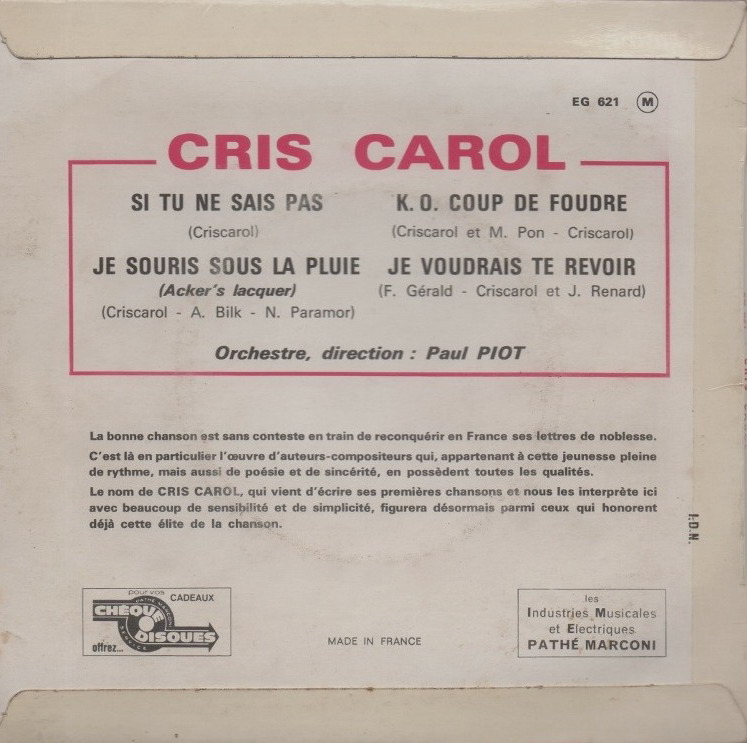 EG 621 M
CRIS CAROL
SI TU NE SAIS PAS
(Criscarol)
JE SOURIS SOUS LA PLUIE
(Acker's lacquer)
(Criscarol - A. Bilk - N. Paramor)
K. O. COUP DE FOUDRE
(Criscarol et M. Pon - Criscarol)
JE VOUDRAIS TE REVOIR
(F. Gérald - Criscarol et J. Renard)
Orchestre, direction : Paul PIOT
La bonne chanson est sans conteste en train de reconquérir en France ses lettres de noblesse.
C'est là en particulier l'œuvre d'auteurs-compositeurs qui, appartenant à cette jeunesse pleine
de rythme, mais aussi de poésie et de sincérité, en possèdent toutes les qualités.
Le nom de CRIS CAROL, qui vient d'écrire ses premières chansons et nous les interprète ici
avec beaucoup de sensibilité et de simplicité, figurera désormais parmi ceux qui honorent
déjà cette élite de la chanson.
I.D.N.
pour vos CADEAUX
PATHÉ MARCONI
CHÈQUE
DISQUES
SERVICE
offrez...
MADE IN FRANCE
les
Industries Musicales
et Electriques
PATHÉ MARCONI